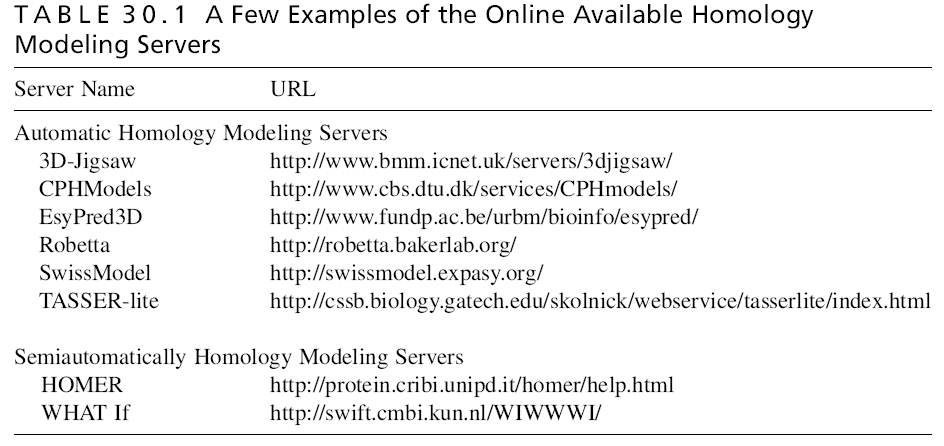 TABLE 30.1 A Few Examples of the Online Available Homology
Modeling Servers
Server Name URL
Automatic Homology Modeling Servers
3D-Jigsaw http://www.bmm.icnet.uk/servers/3djigsaw/
CPHModels http://www.cbs.dtu.dk/services/CPHmodels/
EsyPred3D http://www.fundp.ac.be/urbm/bioinfo/esypred/
Robetta http://robetta.bakerlab.org/
SwissModel http://swissmodel.expasy.org/
TASSER-lite http://cssb.biology.gatech.edu/skolnick/webservice/tasserlite/index.html
Semiautomatically Homology Modeling Servers
HOMER http://protein.cribi.unipd.it/homer/help.html
WHAT If http://swift.cmbi.kun.nl/WIWWWI/